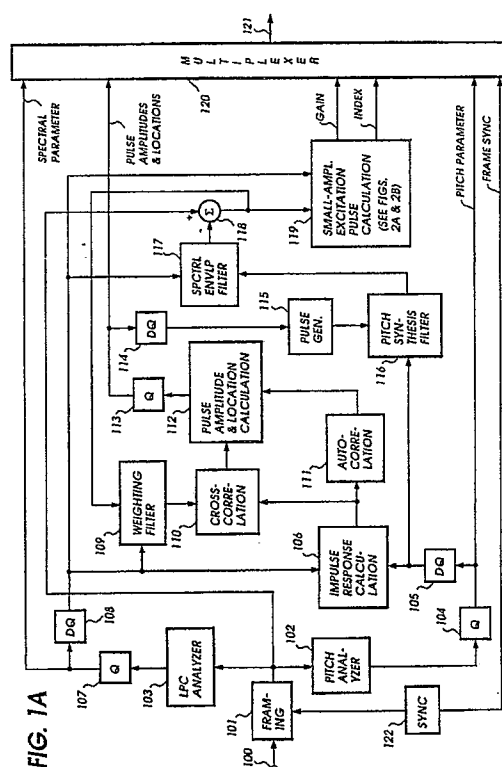 FIG. 1A
100
FRAM-
ING
101
SYNC
122
Q
107
DQ
108
LPC
ANALYZER
103
PITCH
ANAL-
YZER
102
Q
104
DQ
105
WEIGHTING
FILTER
109
CROSS-
CORRE-
LATION
110
IMPULSE
RESPONSE
CALCU-
LATION
106
AUTO-
CORRE-
LATION
111
Q
113
PULSE
AMPLITUDE
& LOCATION
CALCULATION
112
DQ
114
PULSE
GEN.
115
SPCTRL
ENVLP
FILTER
117
PITCH
SYN-
THESIS
FILTER
116
+
-
Σ
118
SMALL-AMPL.
EXCITATION
PULSE
CALCULATION
(SEE FIGS.
2A & 2B)
119
SPECTRAL
PARAMETER
PULSE
AMPLITUDES
& LOCATIONS
GAIN
INDEX
PITCH PARAMETER
FRAME SYNC
MULTIPLEXER
120
121